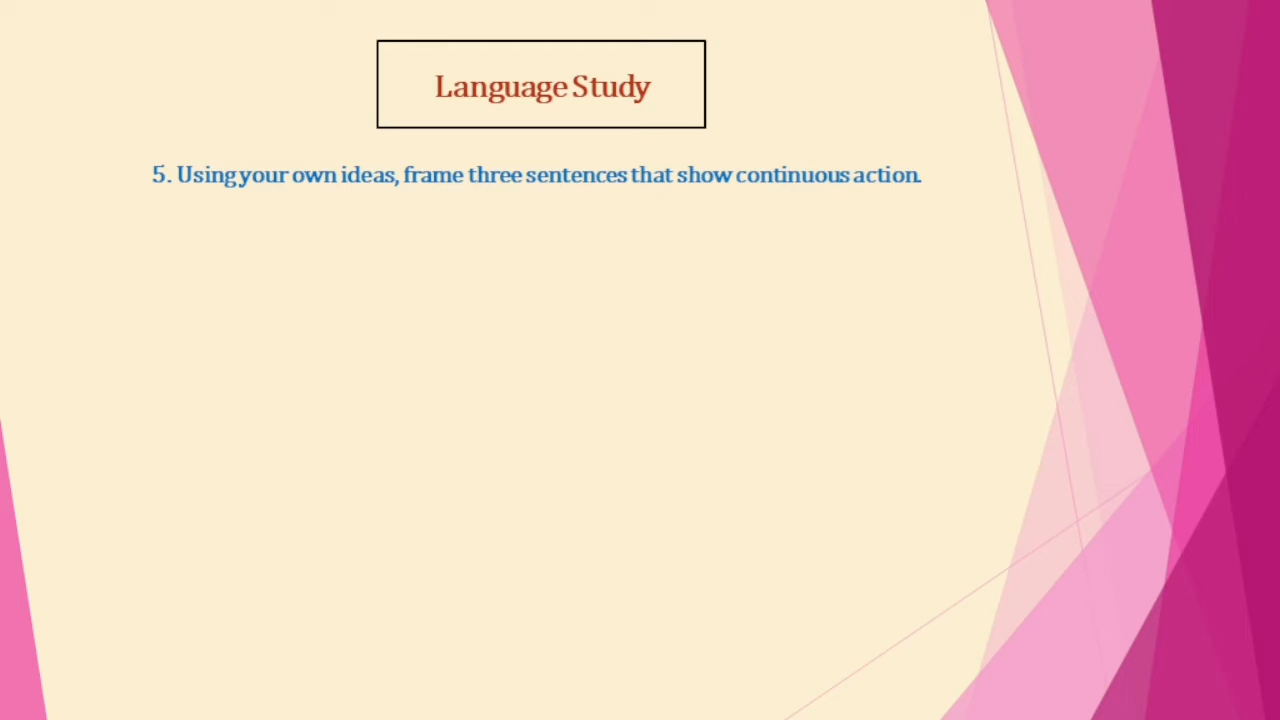 Language Study
5. Using your own ideas, frame three sentences that show continuous action.